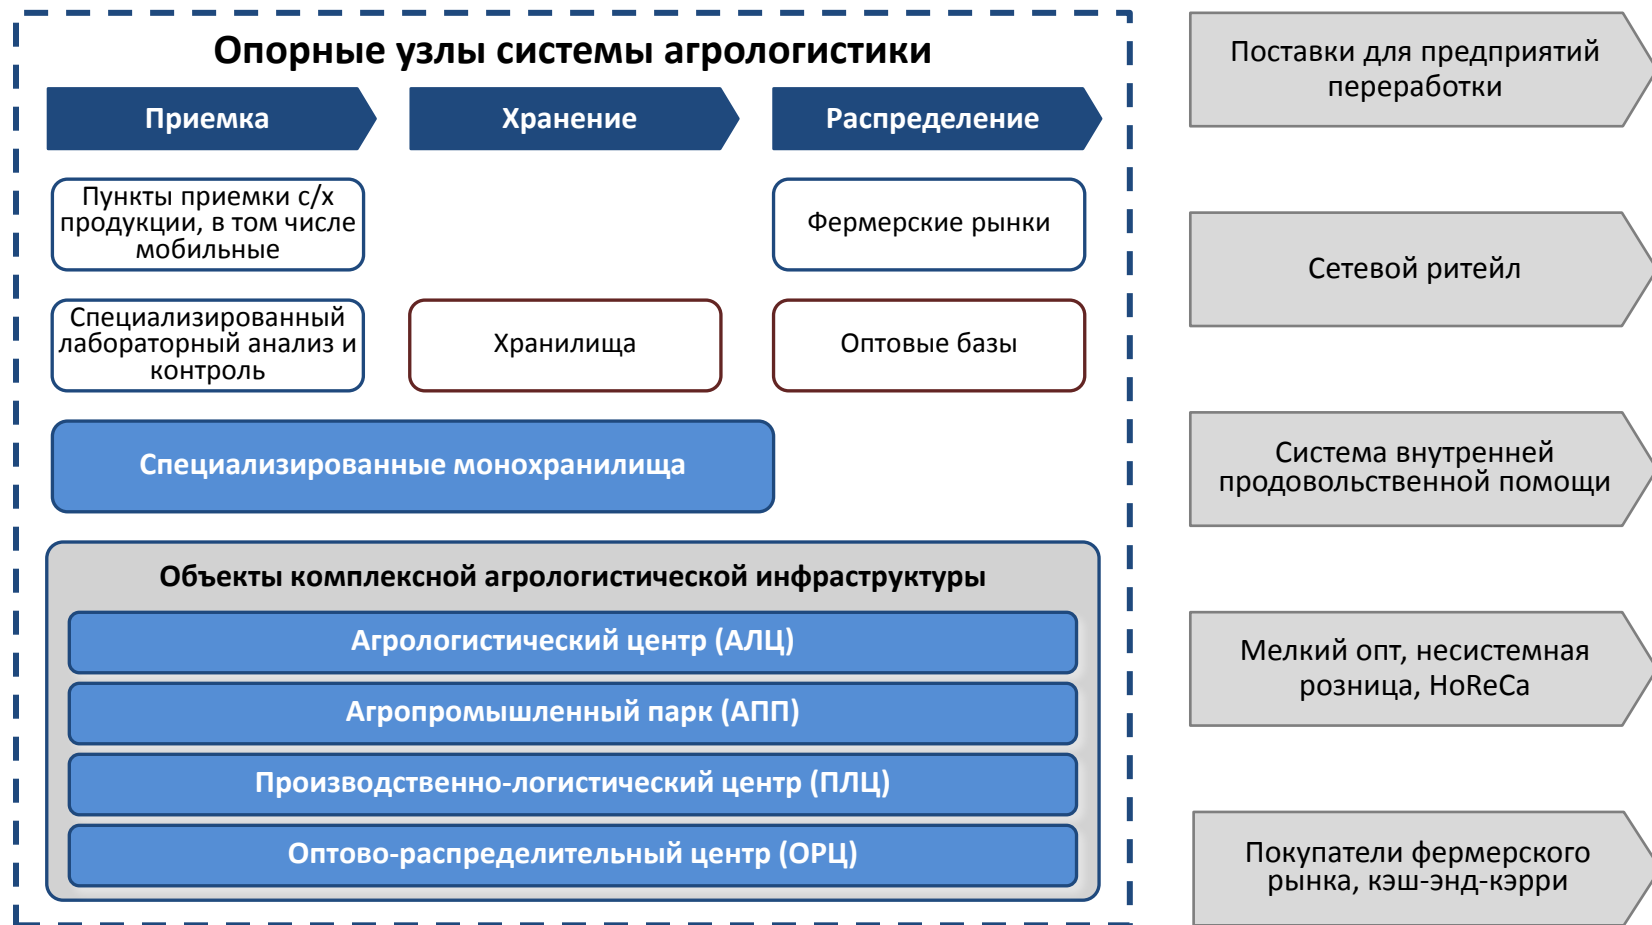 Опорные узлы системы агрологистики
Приемка
Хранение
Распределение
Пункты приемки с/х
продукции, в том числе
мобильные
Фермерские рынки
Специализированный
лабораторный анализ и
контроль
Хранилища
Оптовые базы
Специализированные монохранилища
Объекты комплексной агрологистической инфраструктуры
Агрологистический центр (АЛЦ)
Агропромышленный парк (АПП)
Производственно-логистический центр (ПЛЦ)
Оптово-распределительный центр (ОРЦ)
Поставки для предприятий
переработки
Сетевой ритейл
Система внутренней
продовольственной помощи
Мелкий опт, несистемная
розница, HoReCa
Покупатели фермерского
рынка, кэш-энд-кэрри